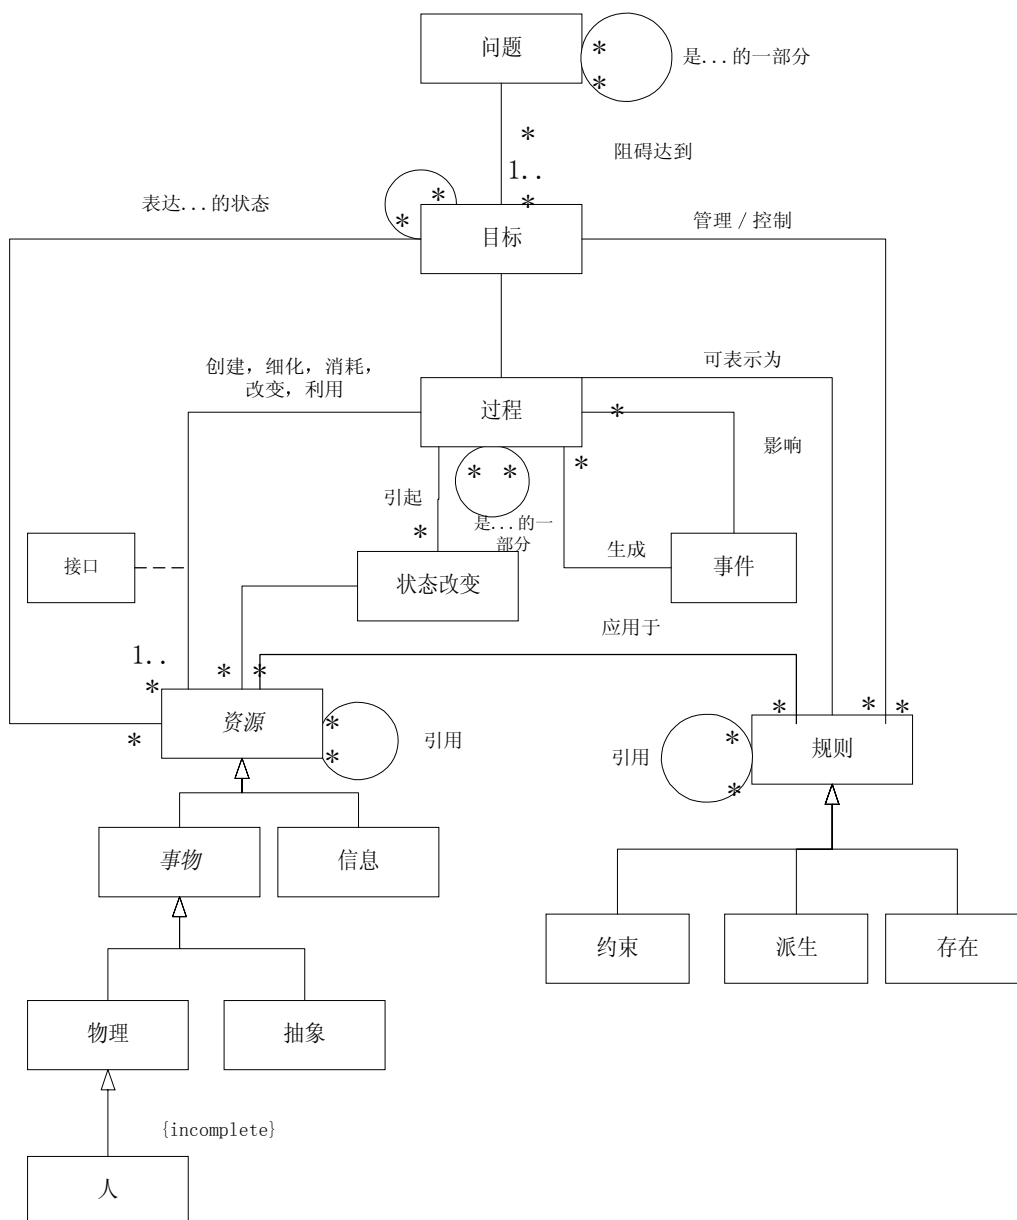 问题
*
*
是...的一部分
*
阻碍达到
1..
*
表达...的状态
*
*
目标
管理/控制
创建，细化，消耗，
改变，利用
可表示为
过程
*
影响
*
*
*
引起
*
是...的一
部分
接口
状态改变
生成
事件
应用于
1..
*
*
*
*
资源
*
*
*
引用
*
*
*
规则
引用
*
*
事物
信息
约束
派生
存在
物理
抽象
{incomplete}
人